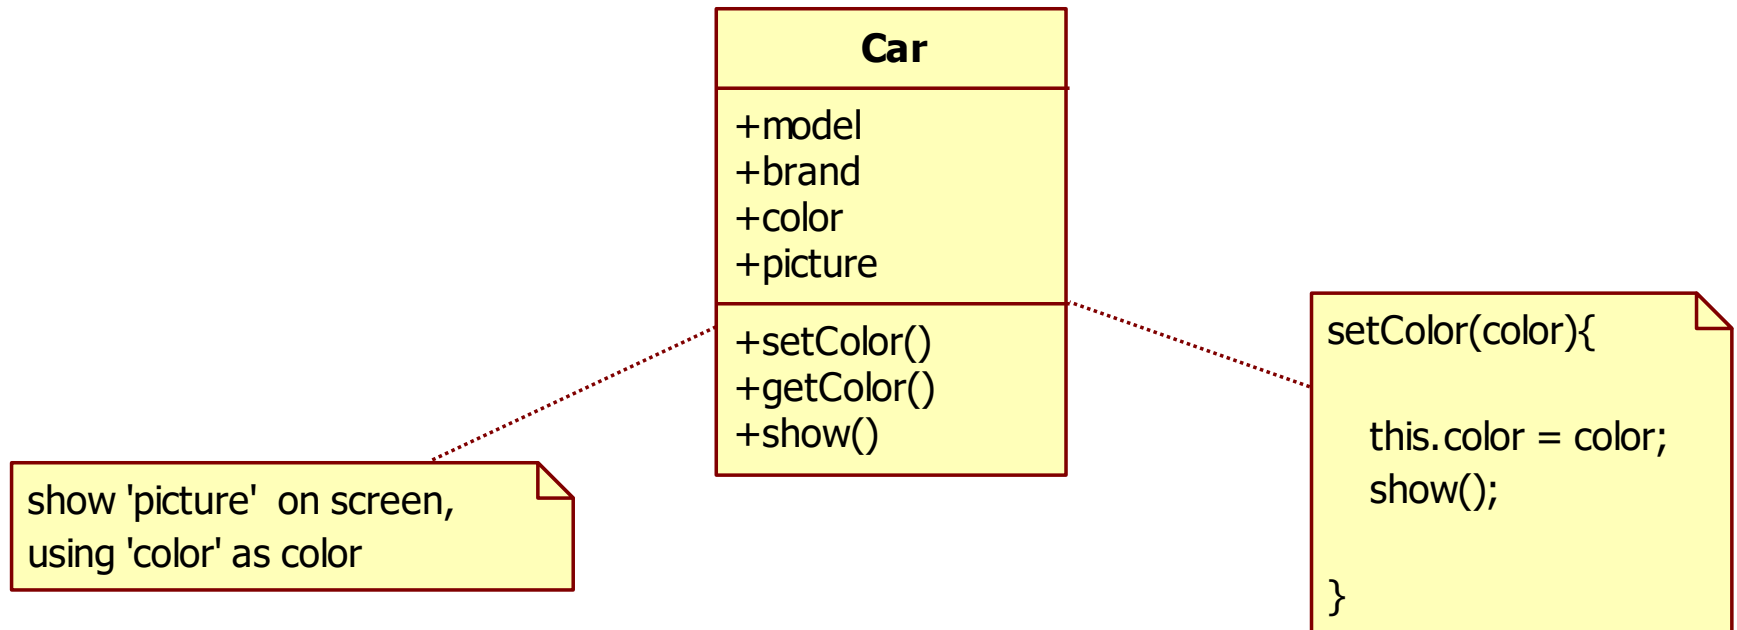 Car
+model
+brand
+color
+picture
+setColor()
+getColor()
+show()
show 'picture' on screen,
using 'color' as color
setColor(color){
this.color = color;
show();
}